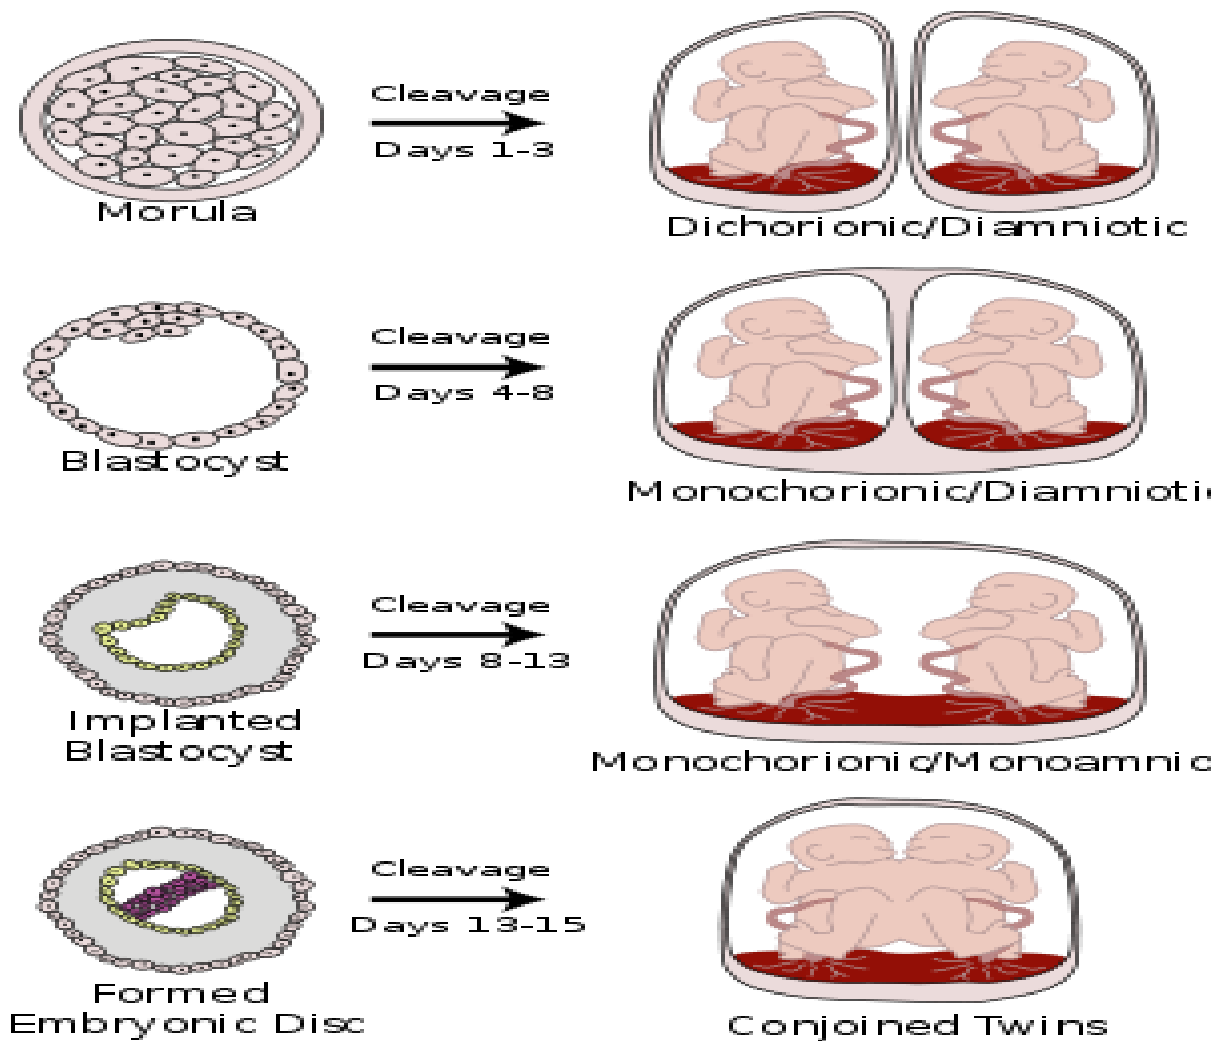 Cleavage
Days 1-3
Morula
Dichorionic/Diamniotic
Cleavage
Days 4-8
Blastocyst
Monochorionic/Diamnioti
Cleavage
Days 8-13
Implanted
Blastocyst
Monochorionic/Monoamnic
Cleavage
Days 13-15
Formed
Embryonic Disc
Conjoined Twins